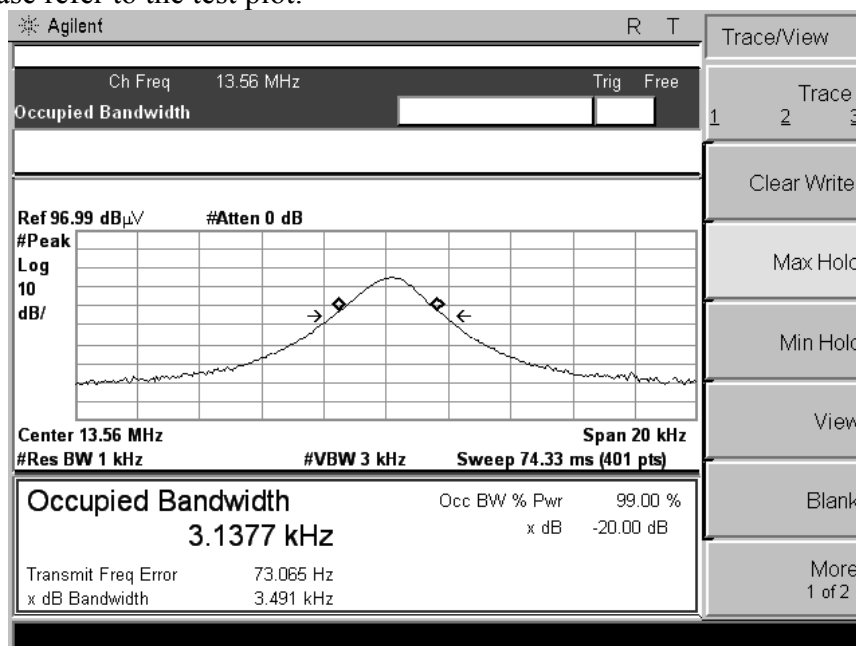 ase refer to the test plot.
Agilent R T
Trace/View
Ch Freq 13.56 MHz Trig Free
Occupied Bandwidth
Trace
1 2 3
Clear Write
Ref 96.99 dBµV #Atten 0 dB
#Peak
Log
10
dB/
Max Hold
Min Hold
View
Center 13.56 MHz Span 20 kHz
#Res BW 1 kHz #VBW 3 kHz Sweep 74.33 ms (401 pts)
Occupied Bandwidth
3.1377 kHz
Occ BW % Pwr 99.00 %
x dB -20.00 dB
Transmit Freq Error 73.065 Hz
x dB Bandwidth 3.491 kHz
Blank
More
1 of 2